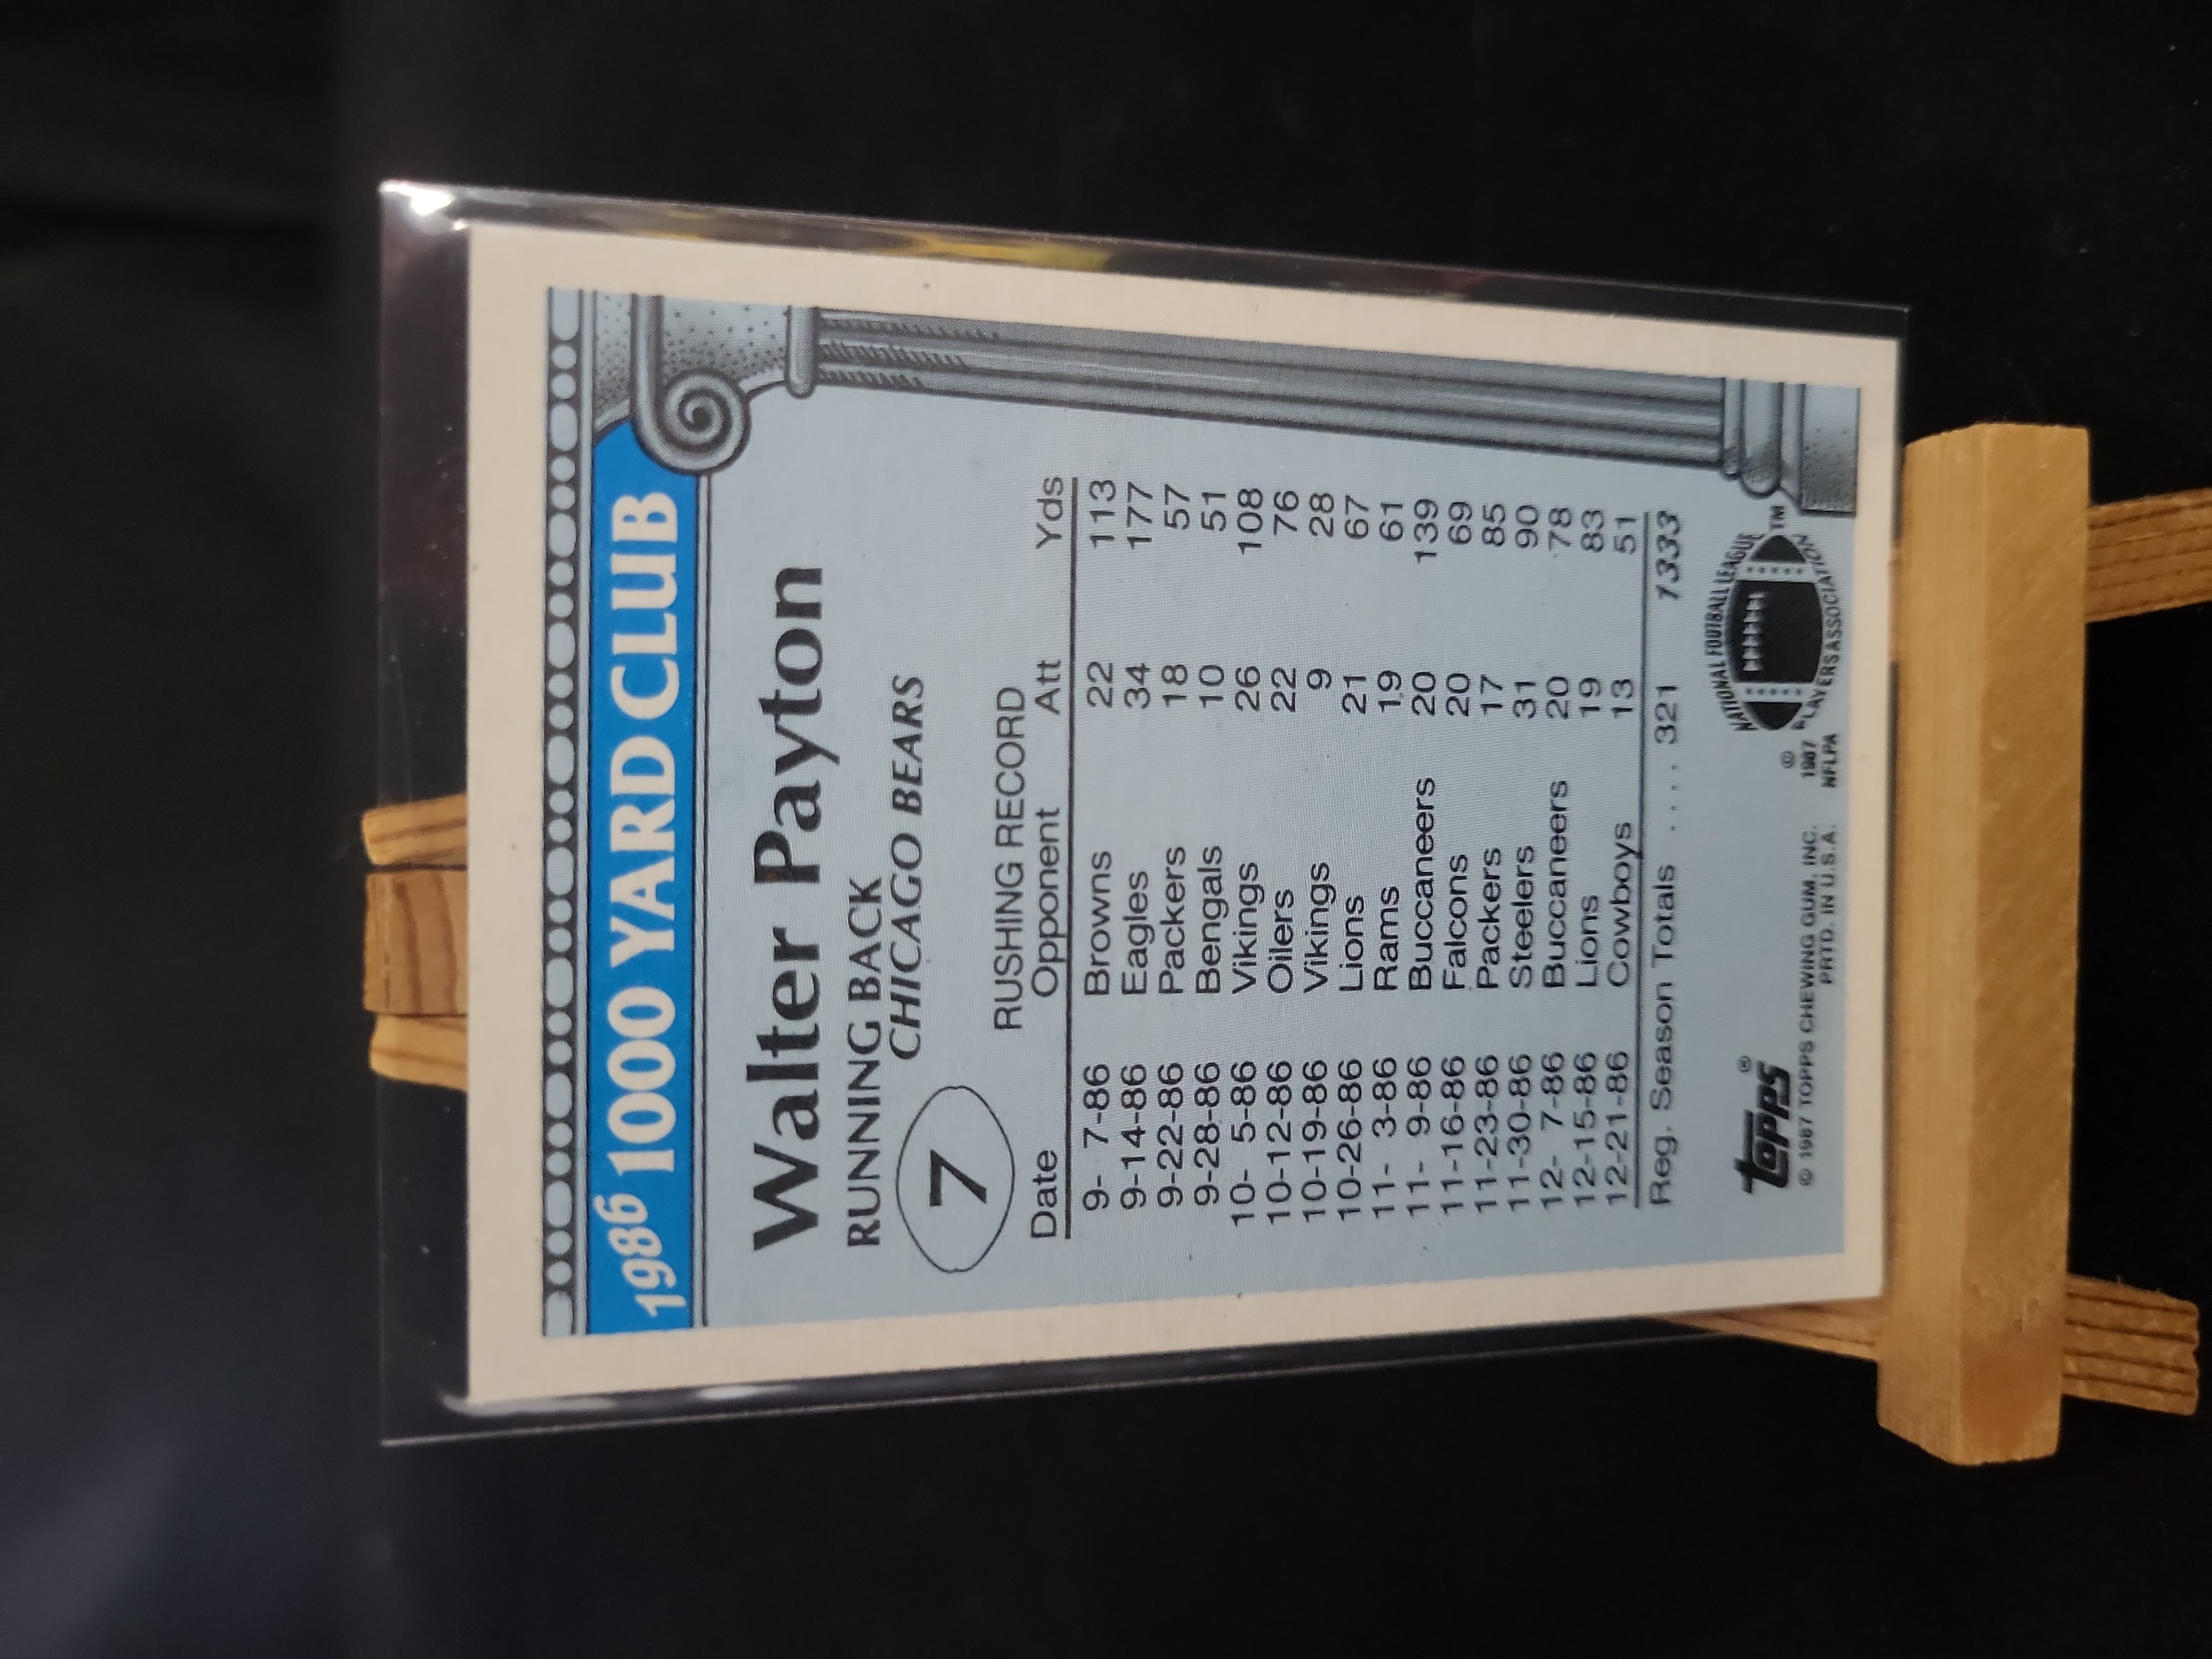 1986 1000 YARD CLUB
Walter Payton
RUNNING BACK
CHICAGO BEARS
7
RUSHING RECORD
Date Opponent Att Yds
9- 7-86 Browns 22 113
9-14-86 Eagles 34 177
9-22-86 Packers 18 57
9-28-86 Bengals 10 51
10- 5-86 Vikings 26 108
10-12-86 Oilers 22 76
10-19-86 Vikings 9 28
10-26-86 Lions 21 67
11- 3-86 Rams 19 61
11- 9-86 Buccaneers 20 139
11-16-86 Falcons 20 69
11-23-86 Packers 17 85
11-30-86 Steelers 31 90
12- 7-86 Buccaneers 20 78
12-15-86 Lions 19 83
12-21-86 Cowboys 13 51
Reg. Season Totals .... 321 1333
topps®
© 1987 TOPPS CHEWING GUM, INC.
PRTD. IN U.S.A.
©
1987
NFLPA
NATIONAL FOOTBALL LEAGUE
PLAYERS ASSOCIATION
TM